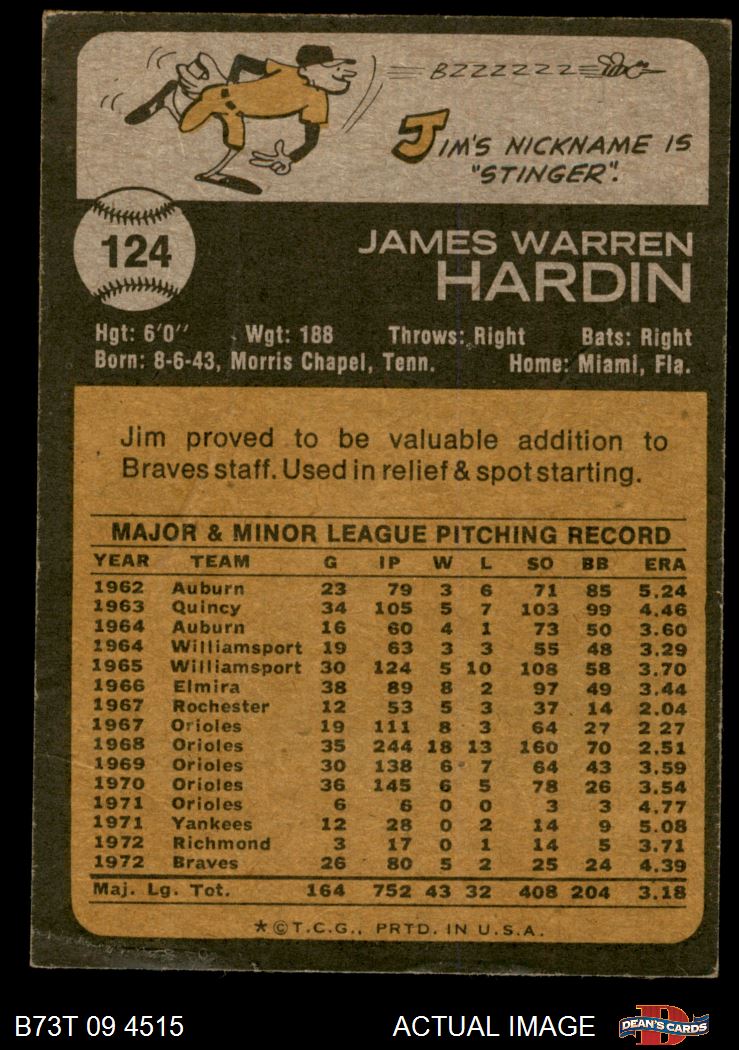 BZZZZZZZ
JIM'S NICKNAME IS
"STINGER".
124
JAMES WARREN
HARDIN
Hgt: 6'0" Wgt: 188 Throws: Right Bats: Right
Born: 8-6-43, Morris Chapel, Tenn. Home: Miami, Fla.
Jim proved to be valuable addition to
Braves staff. Used in relief & spot starting.
MAJOR & MINOR LEAGUE PITCHING RECORD
YEAR TEAM G IP W L SO BB ERA
1962 Auburn 23 79 3 6 71 85 5.24
1963 Quincy 34 105 5 7 103 99 4.46
1964 Auburn 16 60 4 1 73 50 3.60
1964 Williamsport 19 63 3 3 55 48 3.29
1965 Williamsport 30 124 5 10 108 58 3.70
1966 Elmira 38 89 8 2 97 49 3.44
1967 Rochester 12 53 5 3 37 14 2.04
1967 Orioles 19 111 8 3 64 27 2 27
1968 Orioles 35 244 18 13 160 70 2.51
1969 Orioles 30 138 6 7 64 43 3.59
1970 Orioles 36 145 6 5 78 26 3.54
1971 Orioles 6 6 0 0 3 3 4.77
1971 Yankees 12 28 0 2 14 9 5.08
1972 Richmond 3 17 0 1 14 5 3.71
1972 Braves 26 80 5 2 25 24 4.39
Maj. Lg. Tot. 164 752 43 32 408 204 3.18
*©T.C.G., PRTD. IN U.S.A.
B73T 09 4515 ACTUAL IMAGE DEAN'S CARDS